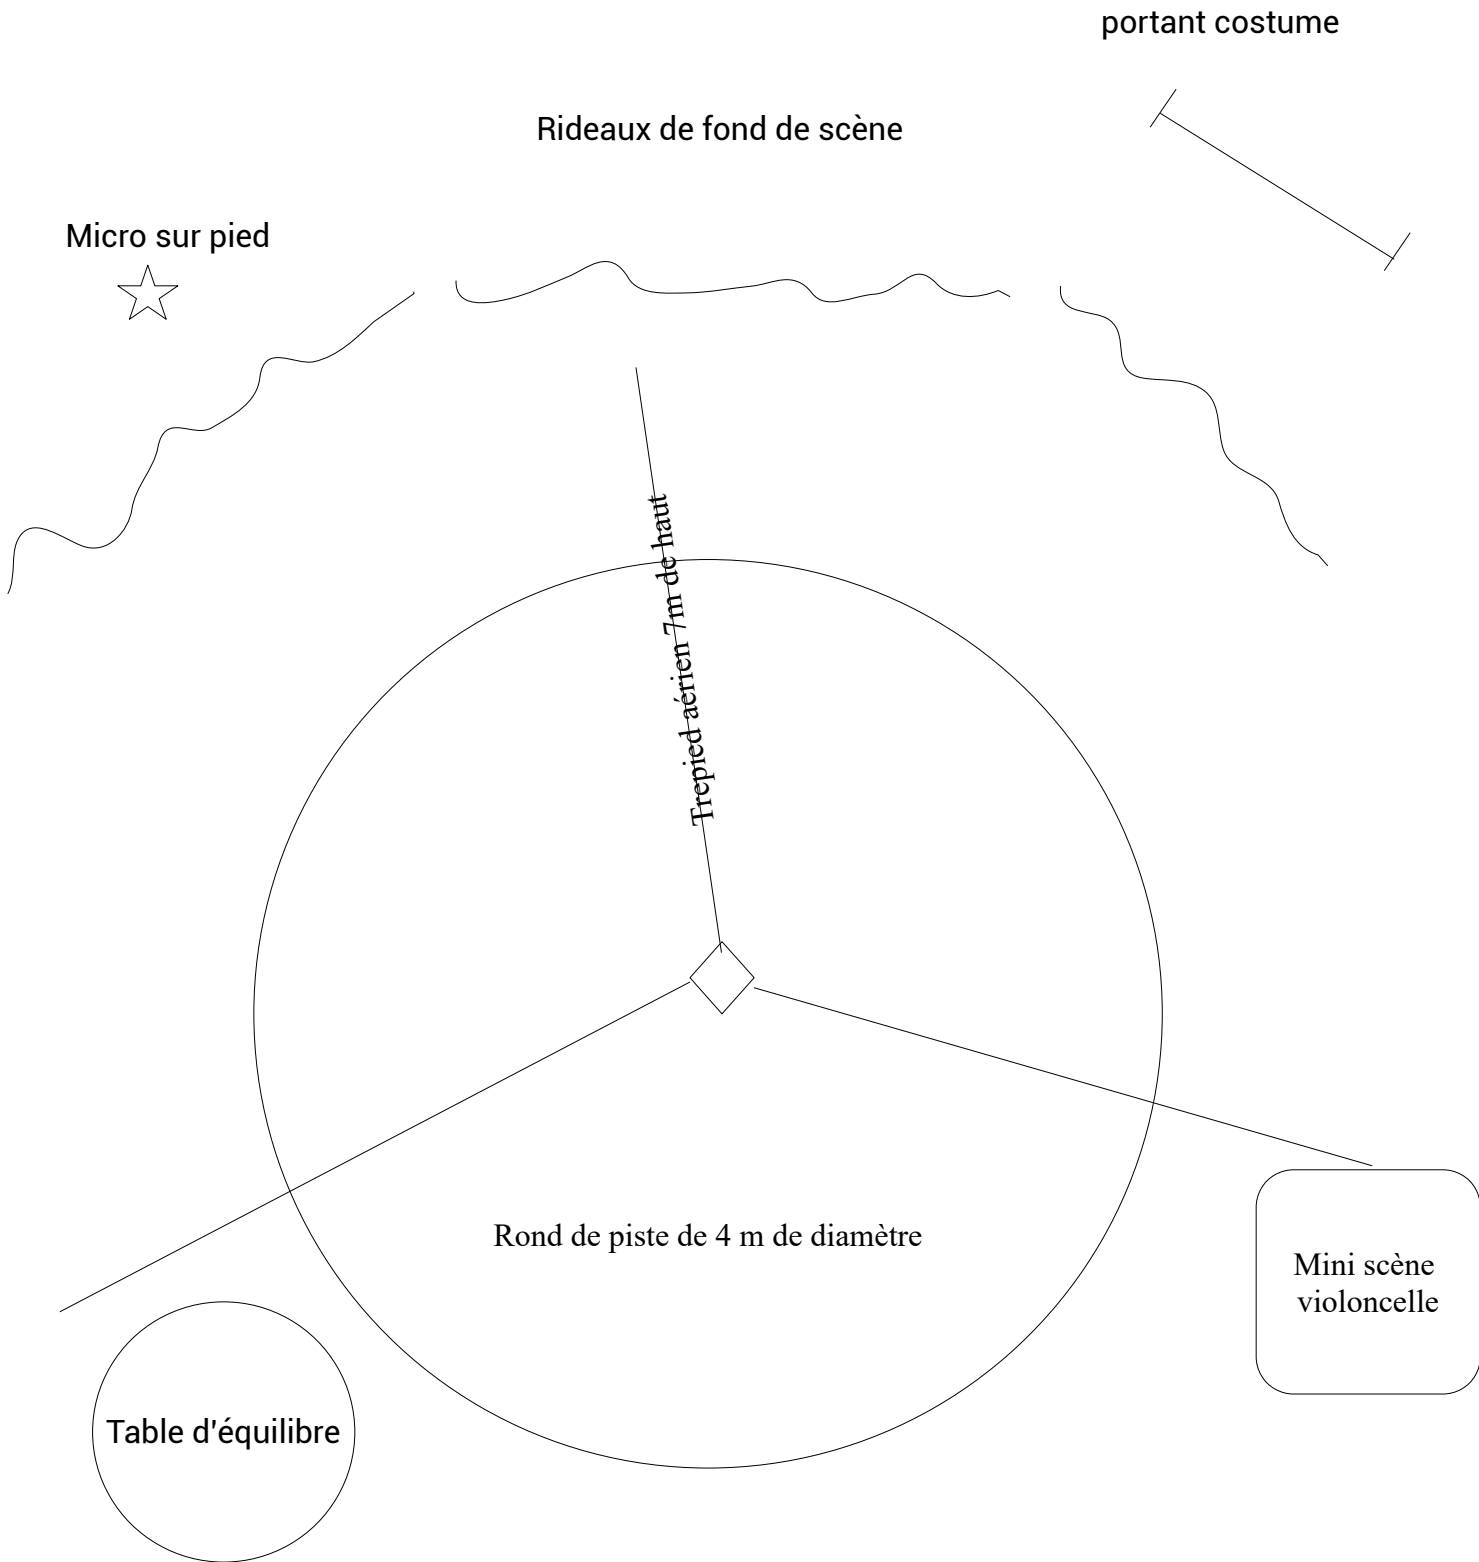 portant costume
Rideaux de fond de scène
Micro sur pied
Trepied aérien 7m de haut
Rond de piste de 4 m de diamètre
Mini scène
violoncelle
Table d'équilibre